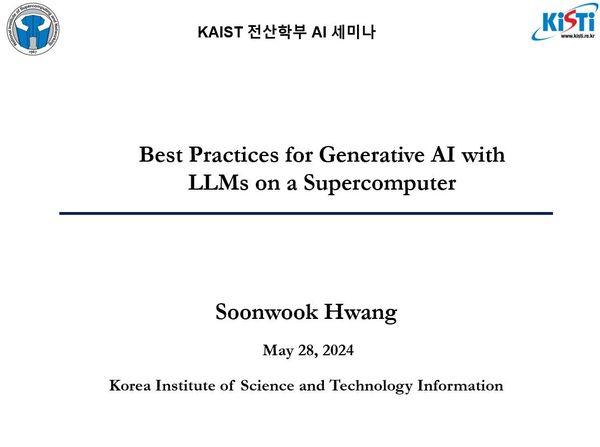 KAIST 전산학부 AI 세미나
KiSTi
www.kisti.re.kr
1962
Best Practices for Generative AI with
LLMs on a Supercomputer
Soonwook Hwang
May 28, 2024
Korea Institute of Science and Technology Information